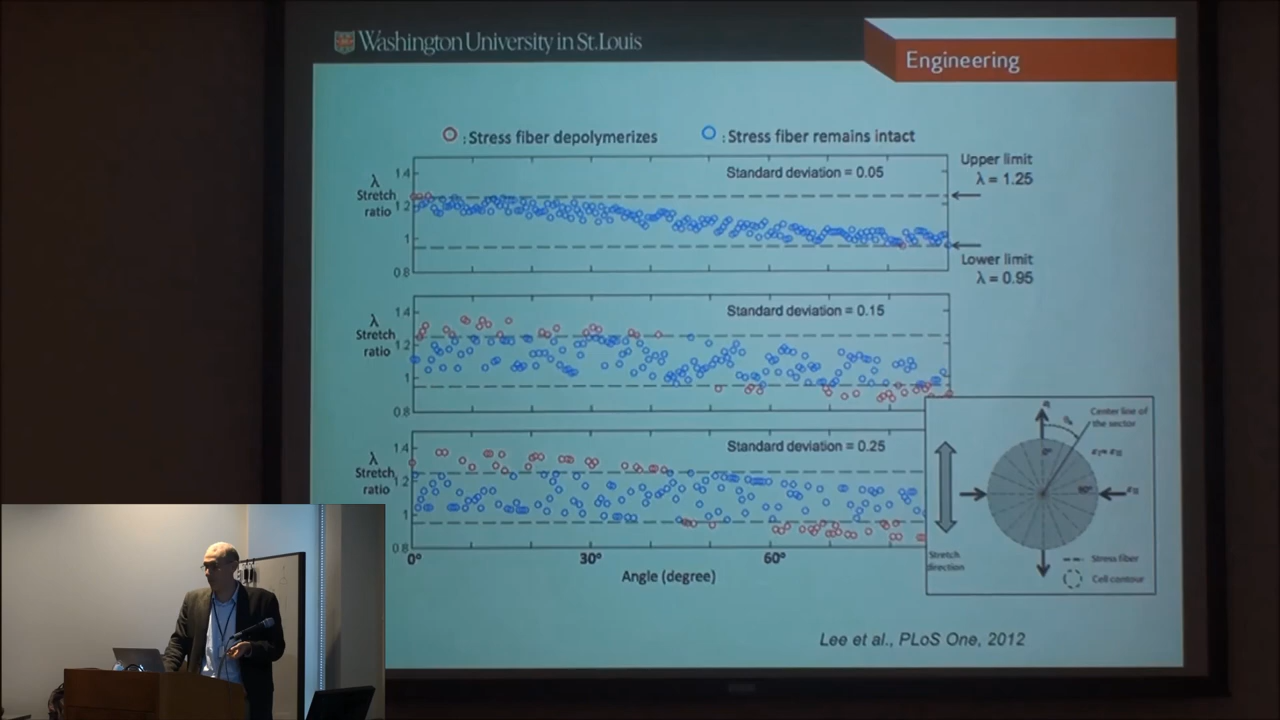 Washington University in St.Louis
Engineering
: Stress fiber depolymerizes
: Stress fiber remains intact
Standard deviation = 0.05
Upper limit
λ = 1.25
λ
Stretch
ratio
1.4
1.2
1
0.8
Lower limit
λ = 0.95
Standard deviation = 0.15
λ
Stretch
ratio
1.4
1.2
1
0.8
Standard deviation = 0.25
λ
Stretch
ratio
1.4
1.2
1
0.8
0°
30°
60°
Angle (degree)
Center line of
the sector
0°
90°
Stretch
direction
Stress fiber
Cell contour
Lee et al., PLoS One, 2012